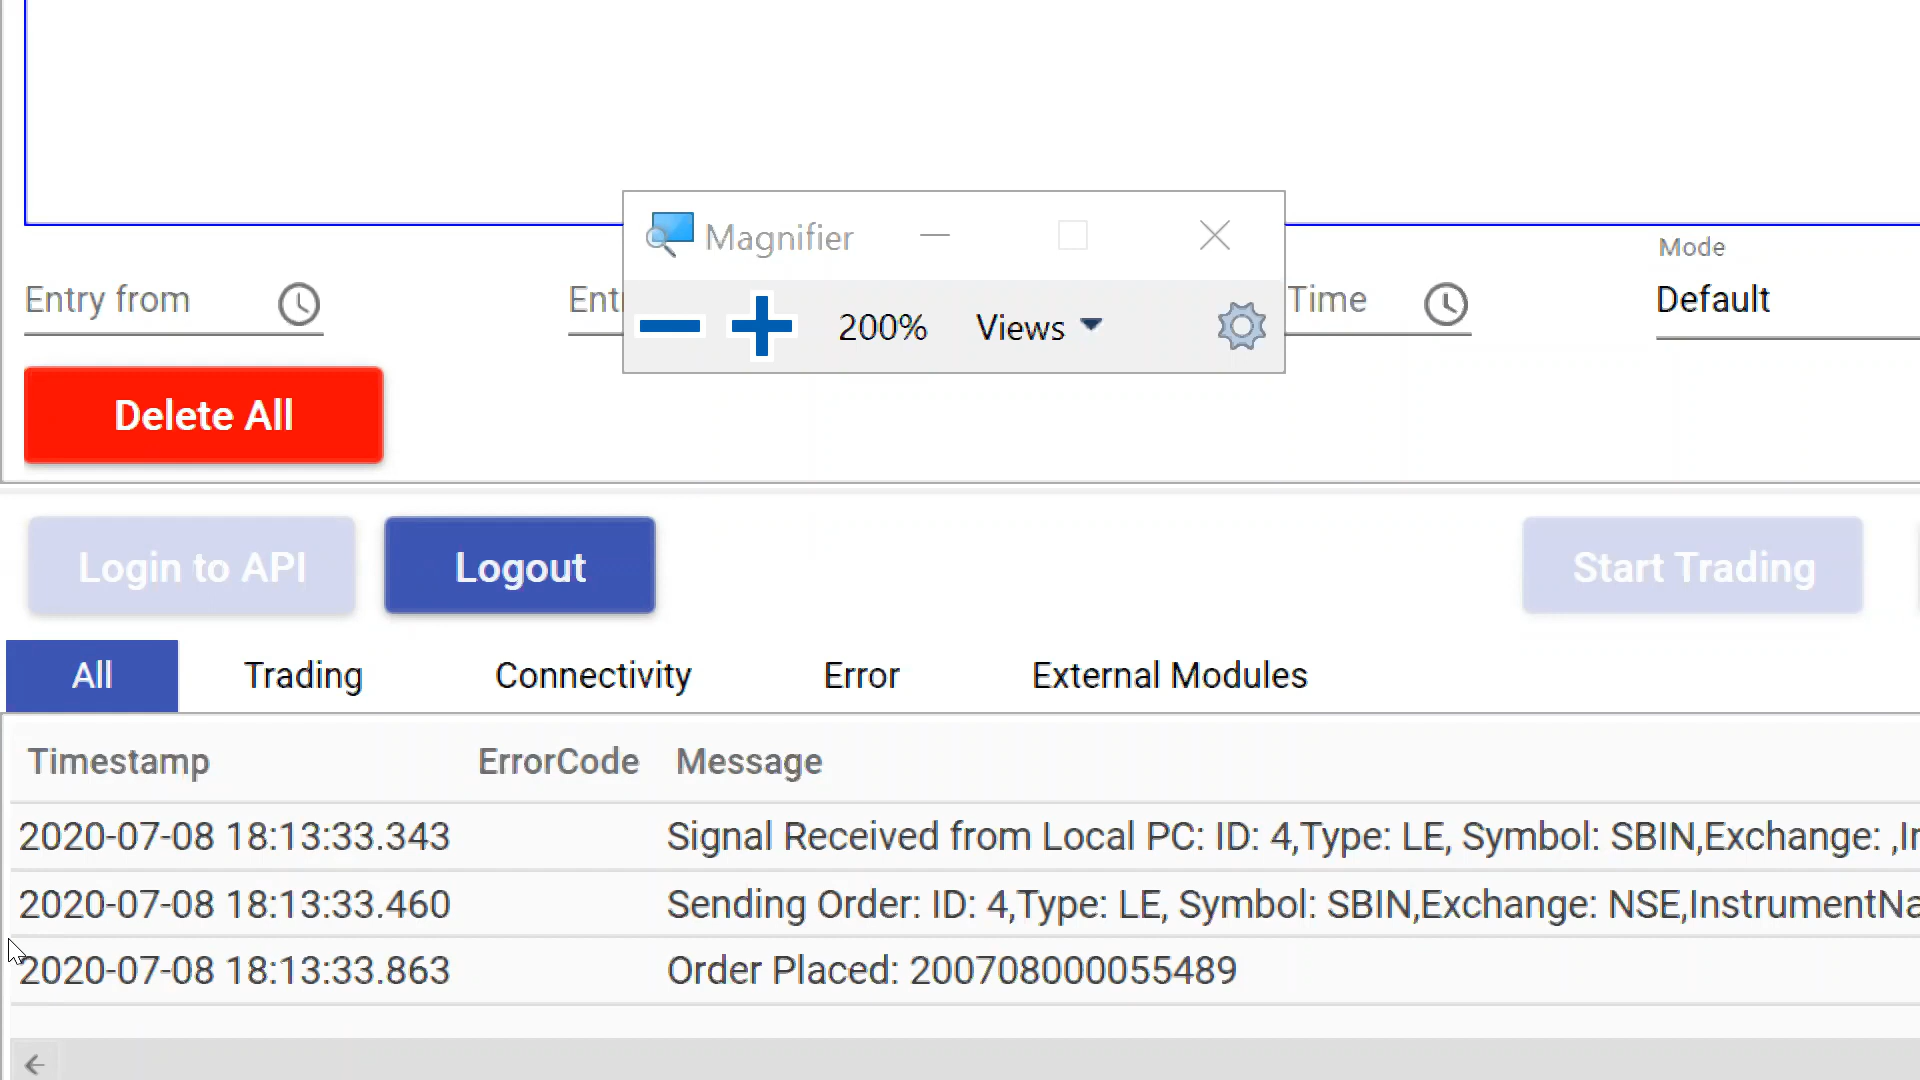 Magnifier
Mode
Entry from
Time
Default
200%
Views
Delete All
Login to API
Logout
Start Trading
All
Trading
Connectivity
Error
External Modules
Timestamp
ErrorCode
Message
2020-07-08 18:13:33.343
Signal Received from Local PC: ID: 4,Type: LE, Symbol: SBIN,Exchange: ,
2020-07-08 18:13:33.460
Sending Order: ID: 4,Type: LE, Symbol: SBIN,Exchange: NSE,InstrumentNa
2020-07-08 18:13:33.863
Order Placed: 200708000055489